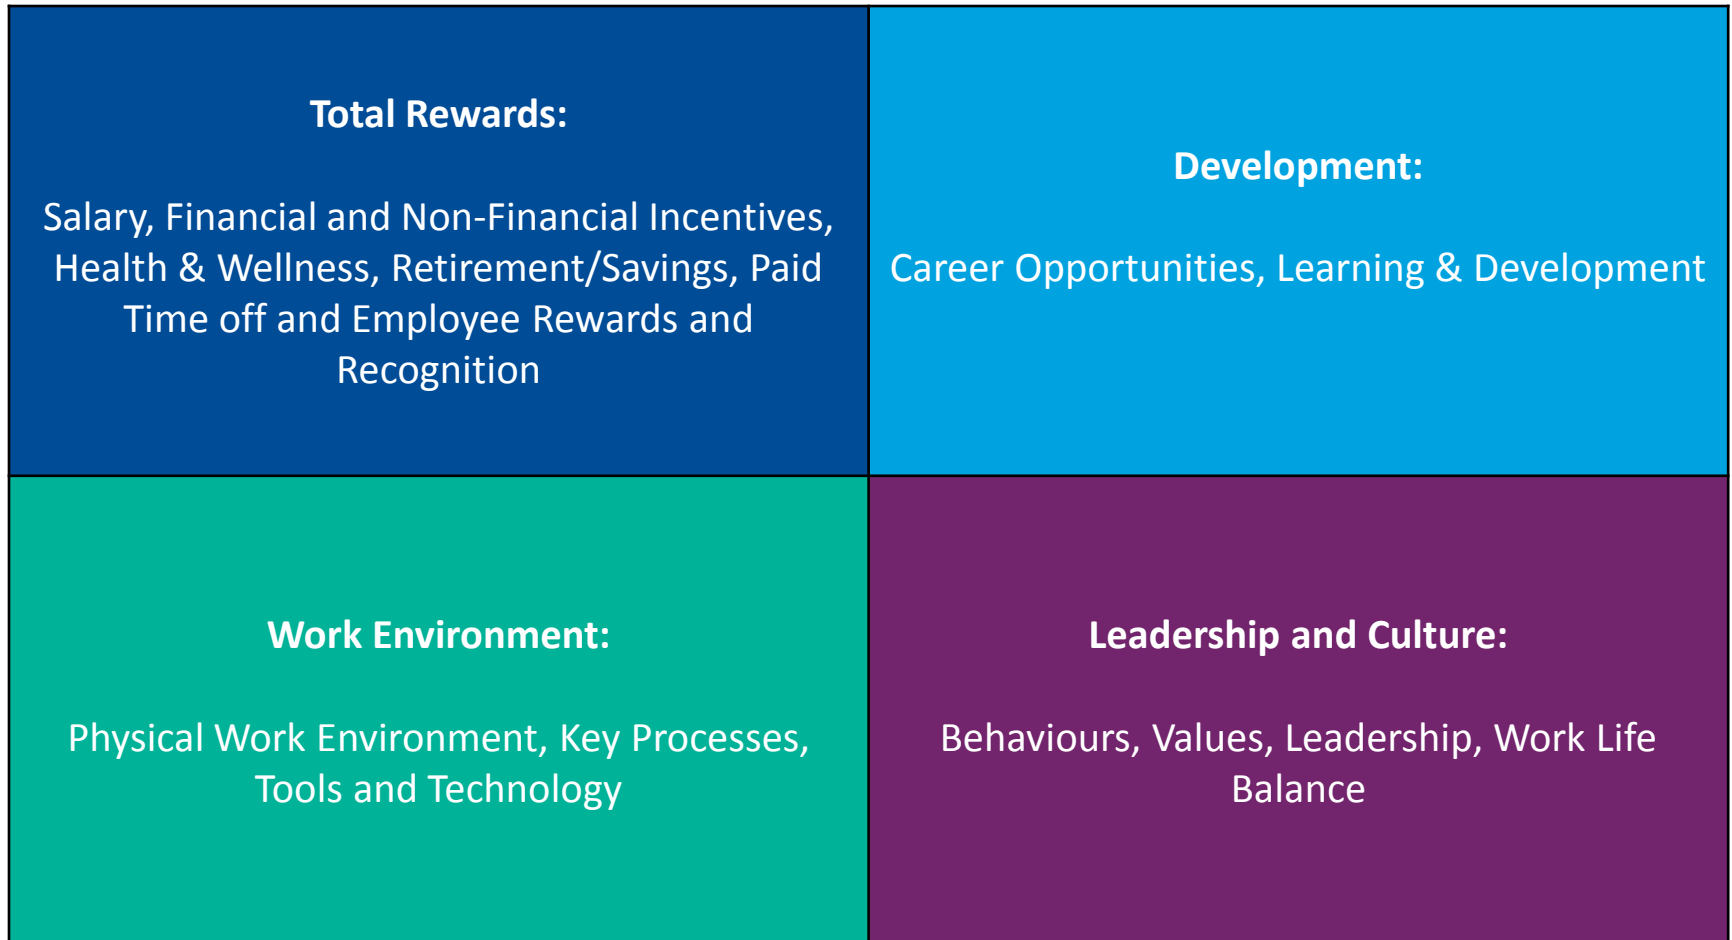 Total Rewards:
Salary, Financial and Non-Financial Incentives,
Health & Wellness, Retirement/Savings, Paid
Time off and Employee Rewards and
Recognition
Development:
Career Opportunities, Learning & Development
Work Environment:
Physical Work Environment, Key Processes,
Tools and Technology
Leadership and Culture:
Behaviours, Values, Leadership, Work Life
Balance